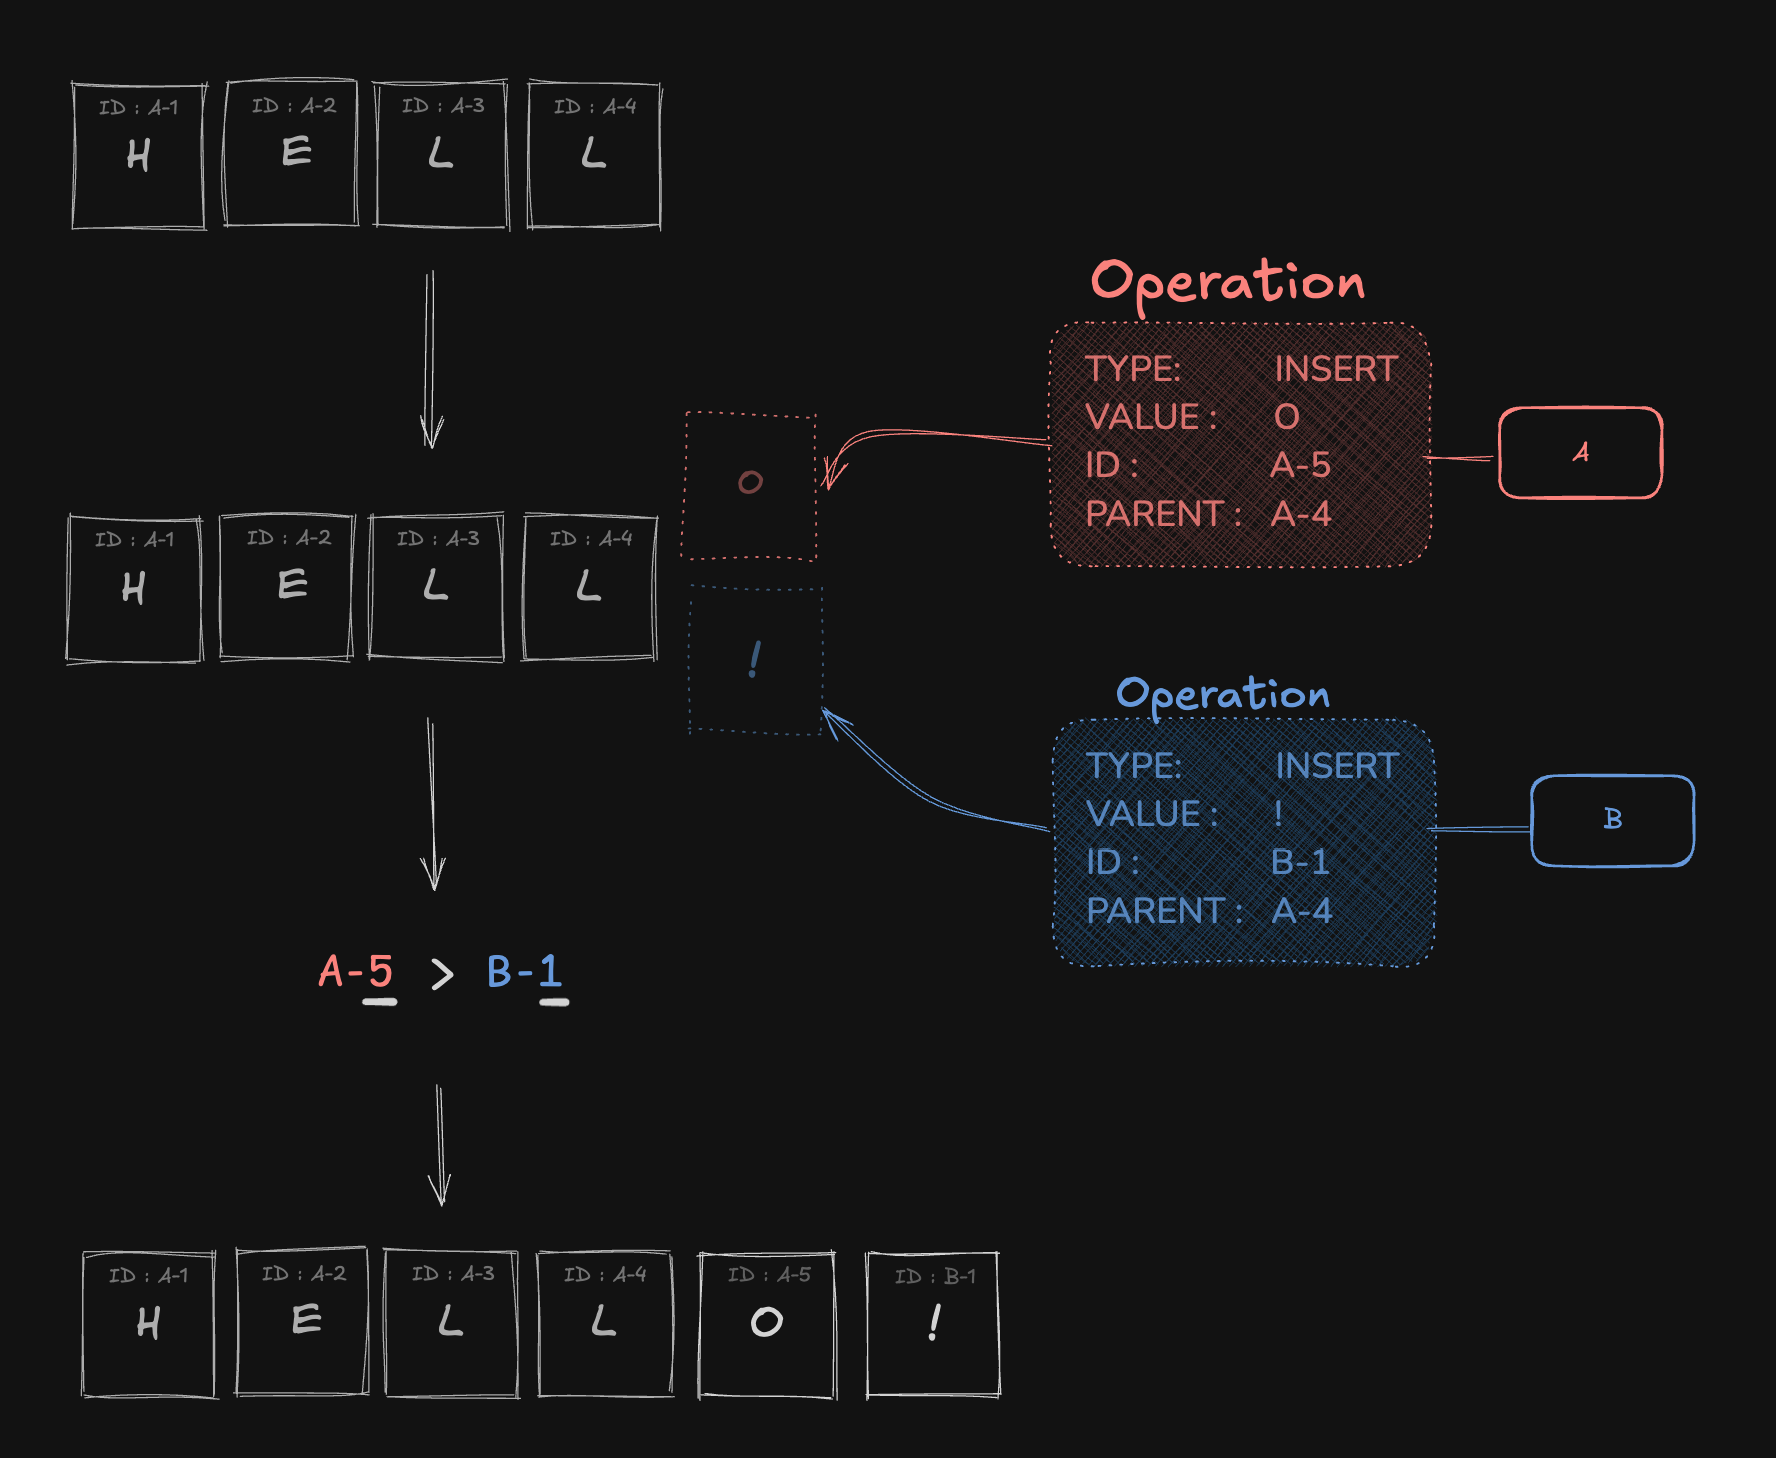 ID : A-1
H
ID : A-2
E
ID : A-3
L
ID : A-4
L
Operation
TYPE: INSERT
VALUE : O
ID : A-5
PARENT : A-4
A
O
ID : A-1
H
ID : A-2
E
ID : A-3
L
ID : A-4
L
!
Operation
TYPE: INSERT
VALUE : !
ID : B-1
PARENT : A-4
B
A-5 > B-1
ID : A-1
H
ID : A-2
E
ID : A-3
L
ID : A-4
L
ID : A-5
O
ID : B-1
!